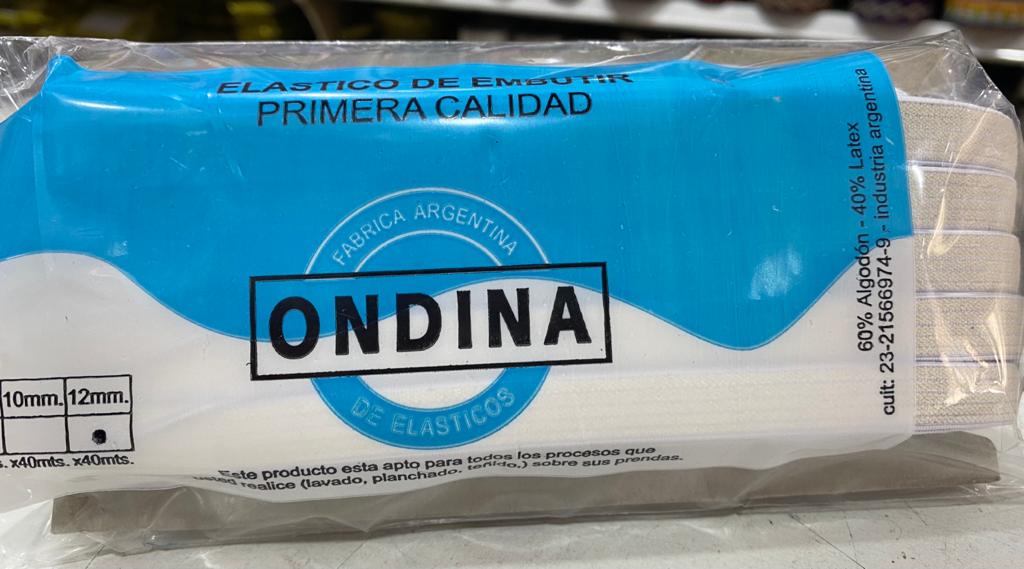 ELASTICO DE EMBUTIR
PRIMERA CALIDAD
FABRICA ARGENTINA
ONDINA
DE ELASTICOS
10mm. 12mm.
x40mts. x40mts.
Este producto esta apto para todos los procesos que
usted realice (lavado, planchado, teñido,) sobre sus prendas.
60% Algodón - 40% Latex
cuit: 23-21566974-9 - industria argentina